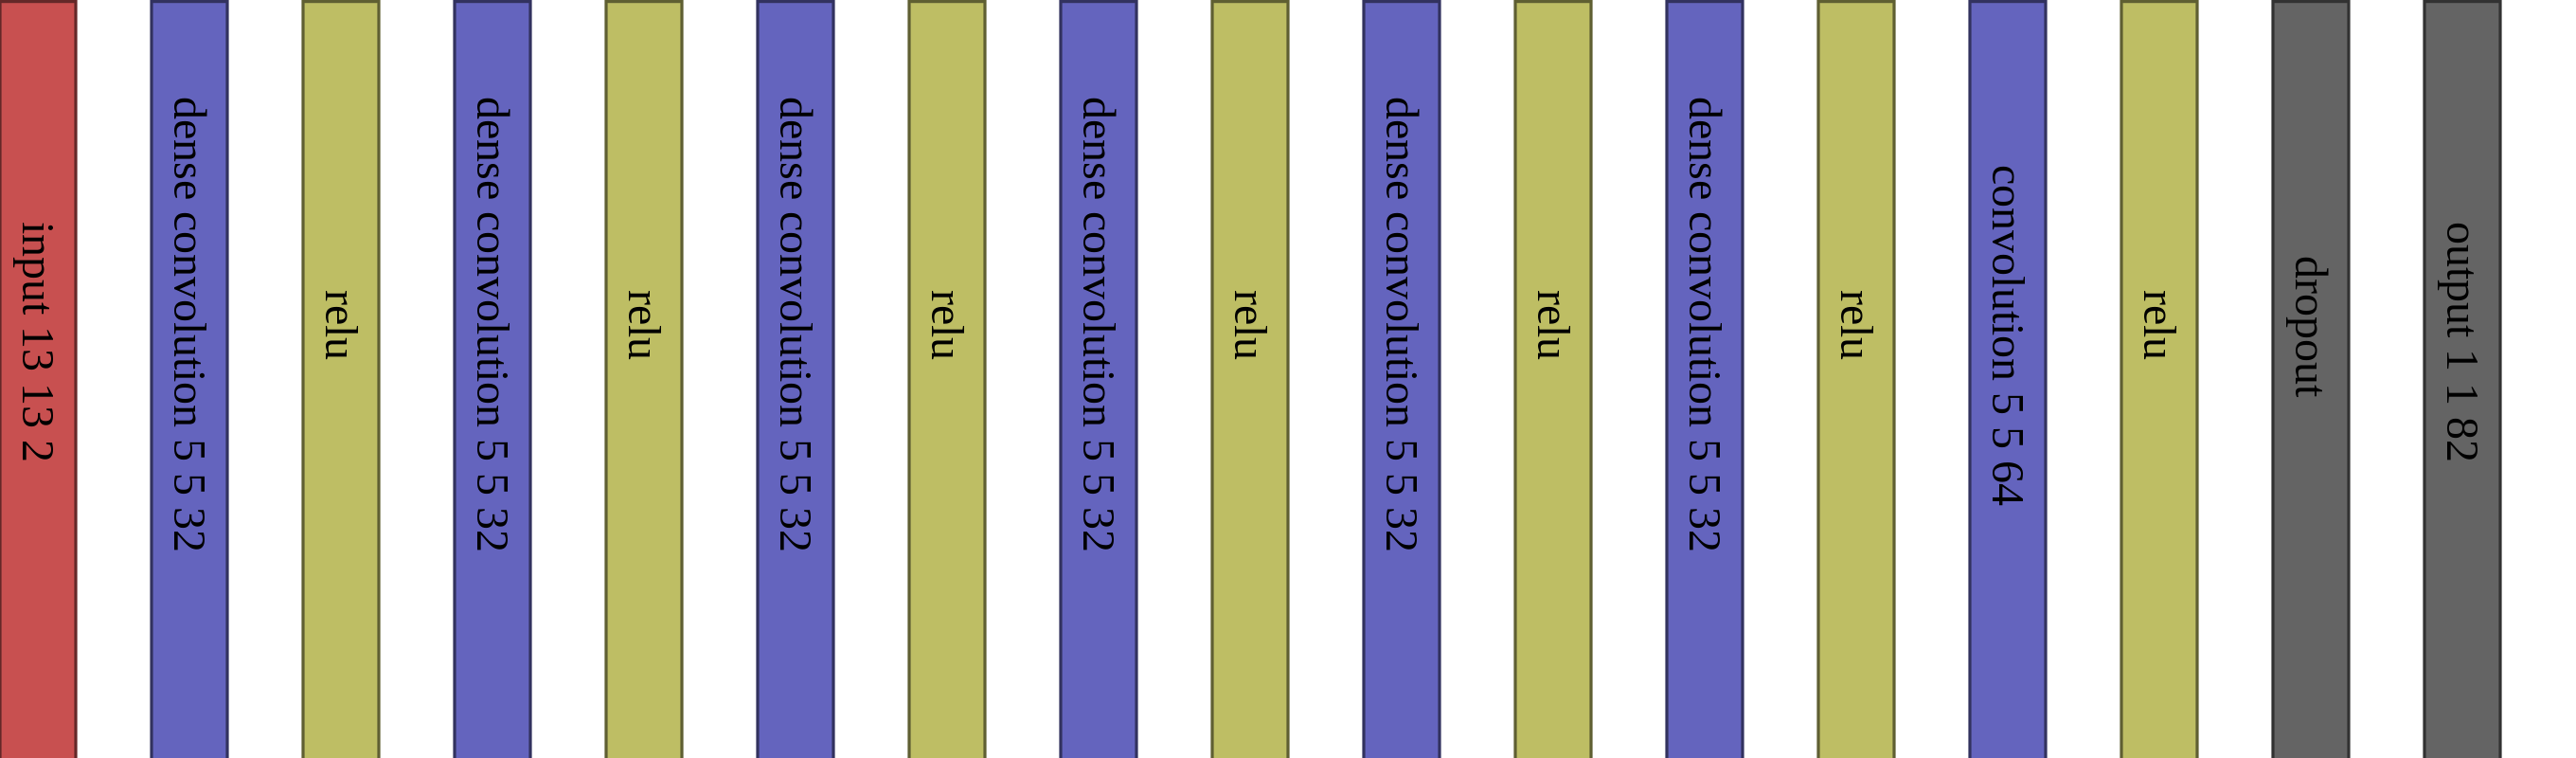 input 13 13 2
dense convolution 5 5 32
relu
dense convolution 5 5 32
relu
dense convolution 5 5 32
relu
dense convolution 5 5 32
relu
dense convolution 5 5 32
relu
dense convolution 5 5 32
relu
convolution 5 5 64
relu
dropout
output 1 1 82